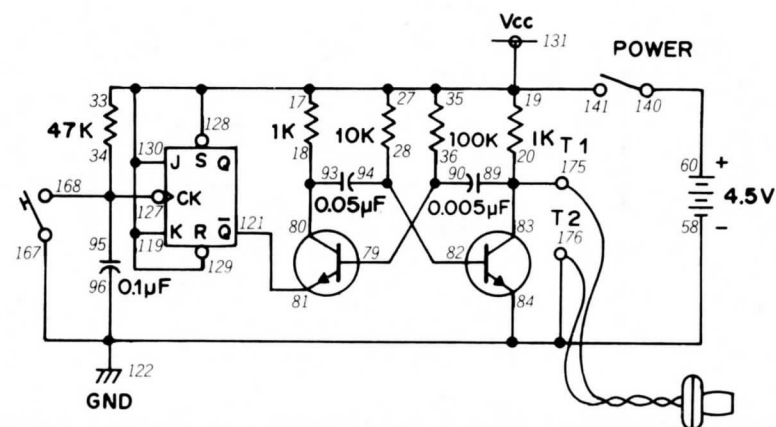 Vcc
131
POWER
33
128
17
27
35
19
141
140
47K
1K
10K
100K
1K
T1
34
130
J
S
Q
18
28
36
20
175
168
93
94
90
89
60
+
127
CK
0.05µF
0.005µF
4.5V
T2
121
119
K
R
Q̅
80
83
176
58
−
95
79
82
167
129
96
0.1µF
81
84
122
GND